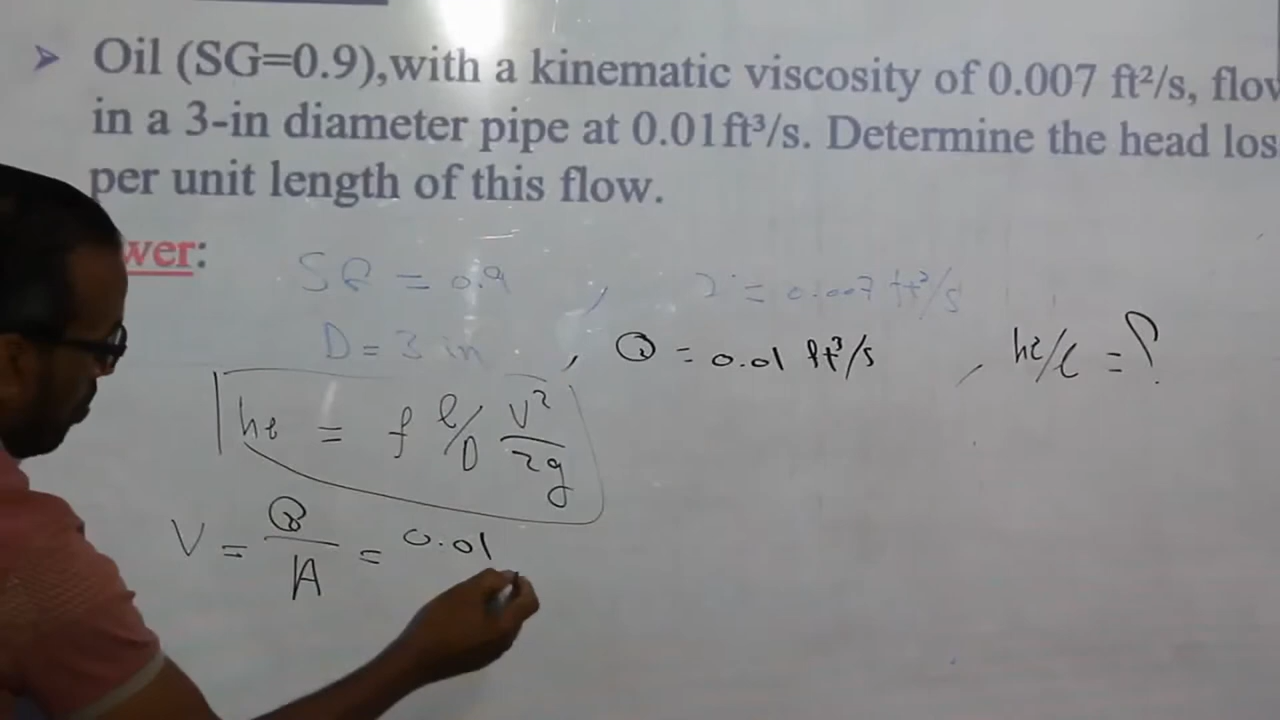 ➢ Oil (SG=0.9),with a kinematic viscosity of 0.007 ft²/s, flow
in a 3-in diameter pipe at 0.01ft³/s. Determine the head los
per unit length of this flow.
wer:
SG = 0.9 , ν = 0.007 ft²/s
D = 3 in , Q = 0.01 ft³/s , hℓ/ℓ = ?
hℓ = f ℓ/D V²/2g
V = Q/A = 0.01